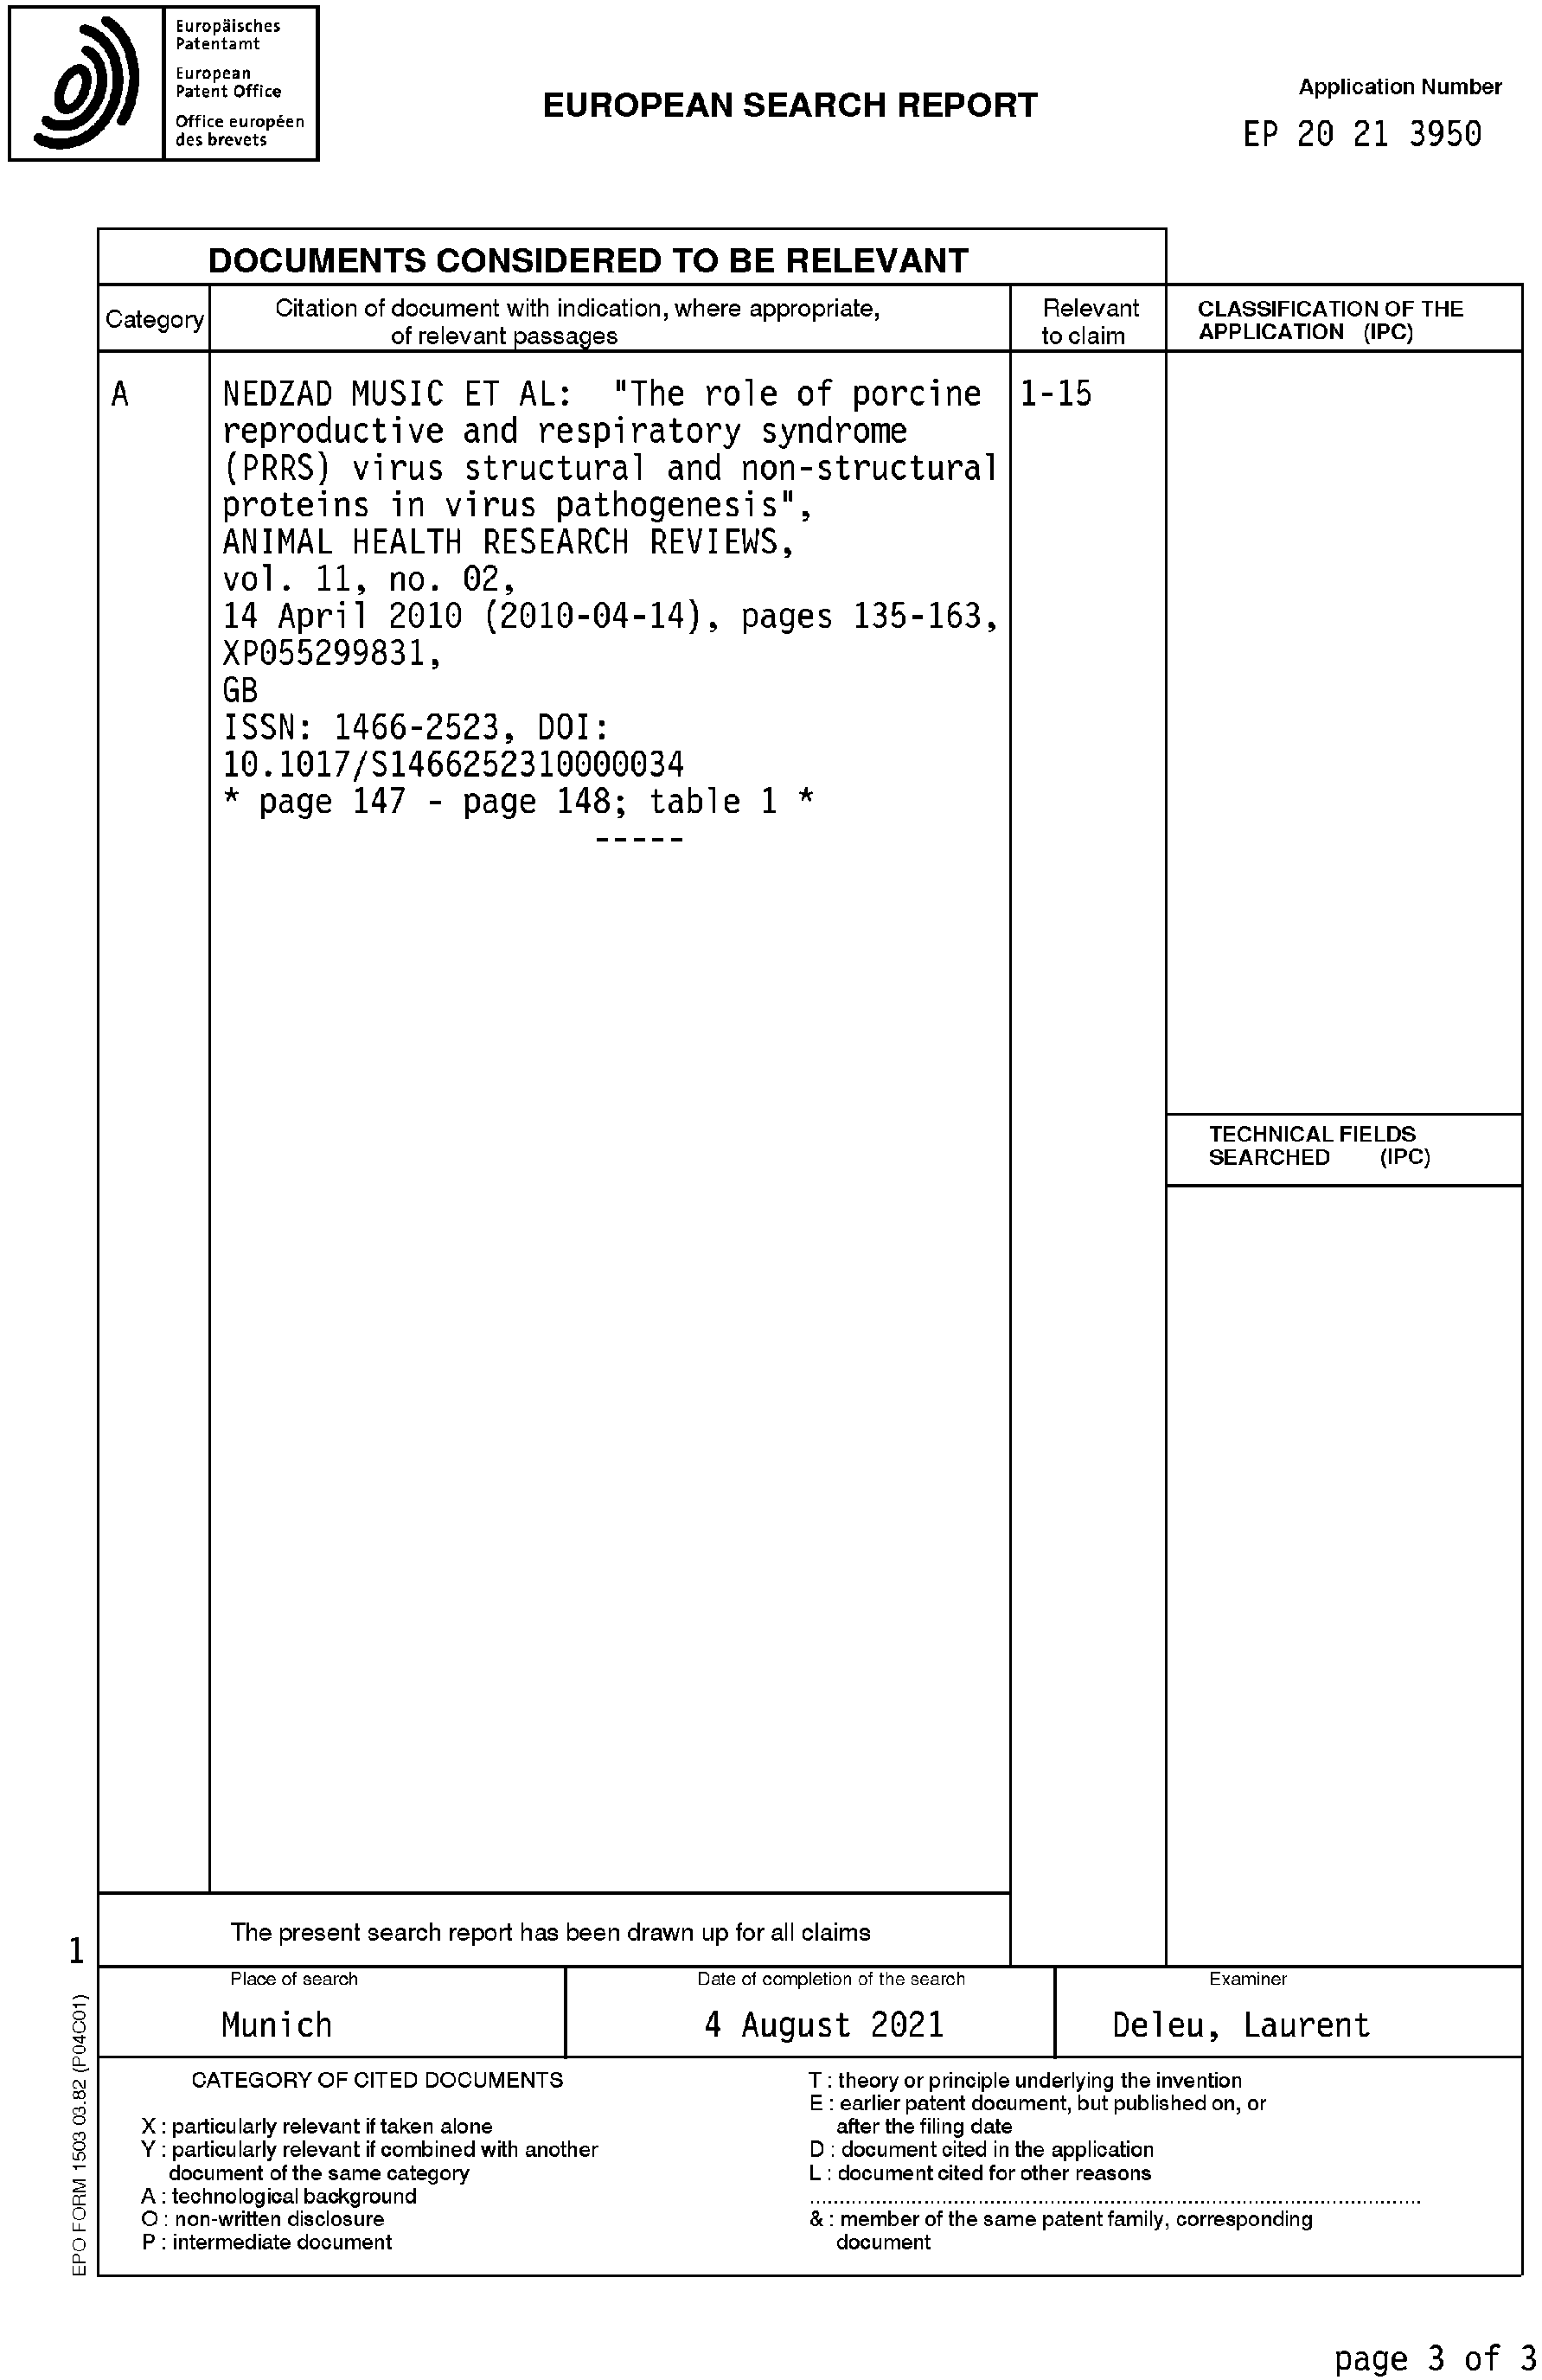 Europäisches
Patentamt
European
Patent Office
Office européen
des brevets
EUROPEAN SEARCH REPORT
Application Number
EP 20 21 3950
DOCUMENTS CONSIDERED TO BE RELEVANT
Category
Citation of document with indication, where appropriate,
of relevant passages
Relevant
to claim
CLASSIFICATION OF THE
APPLICATION (IPC)
A
NEDZAD MUSIC ET AL: "The role of porcine
reproductive and respiratory syndrome
(PRRS) virus structural and non-structural
proteins in virus pathogenesis",
ANIMAL HEALTH RESEARCH REVIEWS,
vol. 11, no. 02,
14 April 2010 (2010-04-14), pages 135-163,
XP055299831,
GB
ISSN: 1466-2523, DOI:
10.1017/S1466252310000034
* page 147 - page 148; table 1 *
-----
1-15
TECHNICAL FIELDS
SEARCHED (IPC)
The present search report has been drawn up for all claims
1
Place of search
Munich
Date of completion of the search
4 August 2021
Examiner
Deleu, Laurent
CATEGORY OF CITED DOCUMENTS
X : particularly relevant if taken alone
Y : particularly relevant if combined with another
document of the same category
A : technological background
O : non-written disclosure
P : intermediate document
T : theory or principle underlying the invention
E : earlier patent document, but published on, or
after the filing date
D : document cited in the application
L : document cited for other reasons
& : member of the same patent family, corresponding
document
EPO FORM 1503 03.82 (P04C01)
page 3 of 3